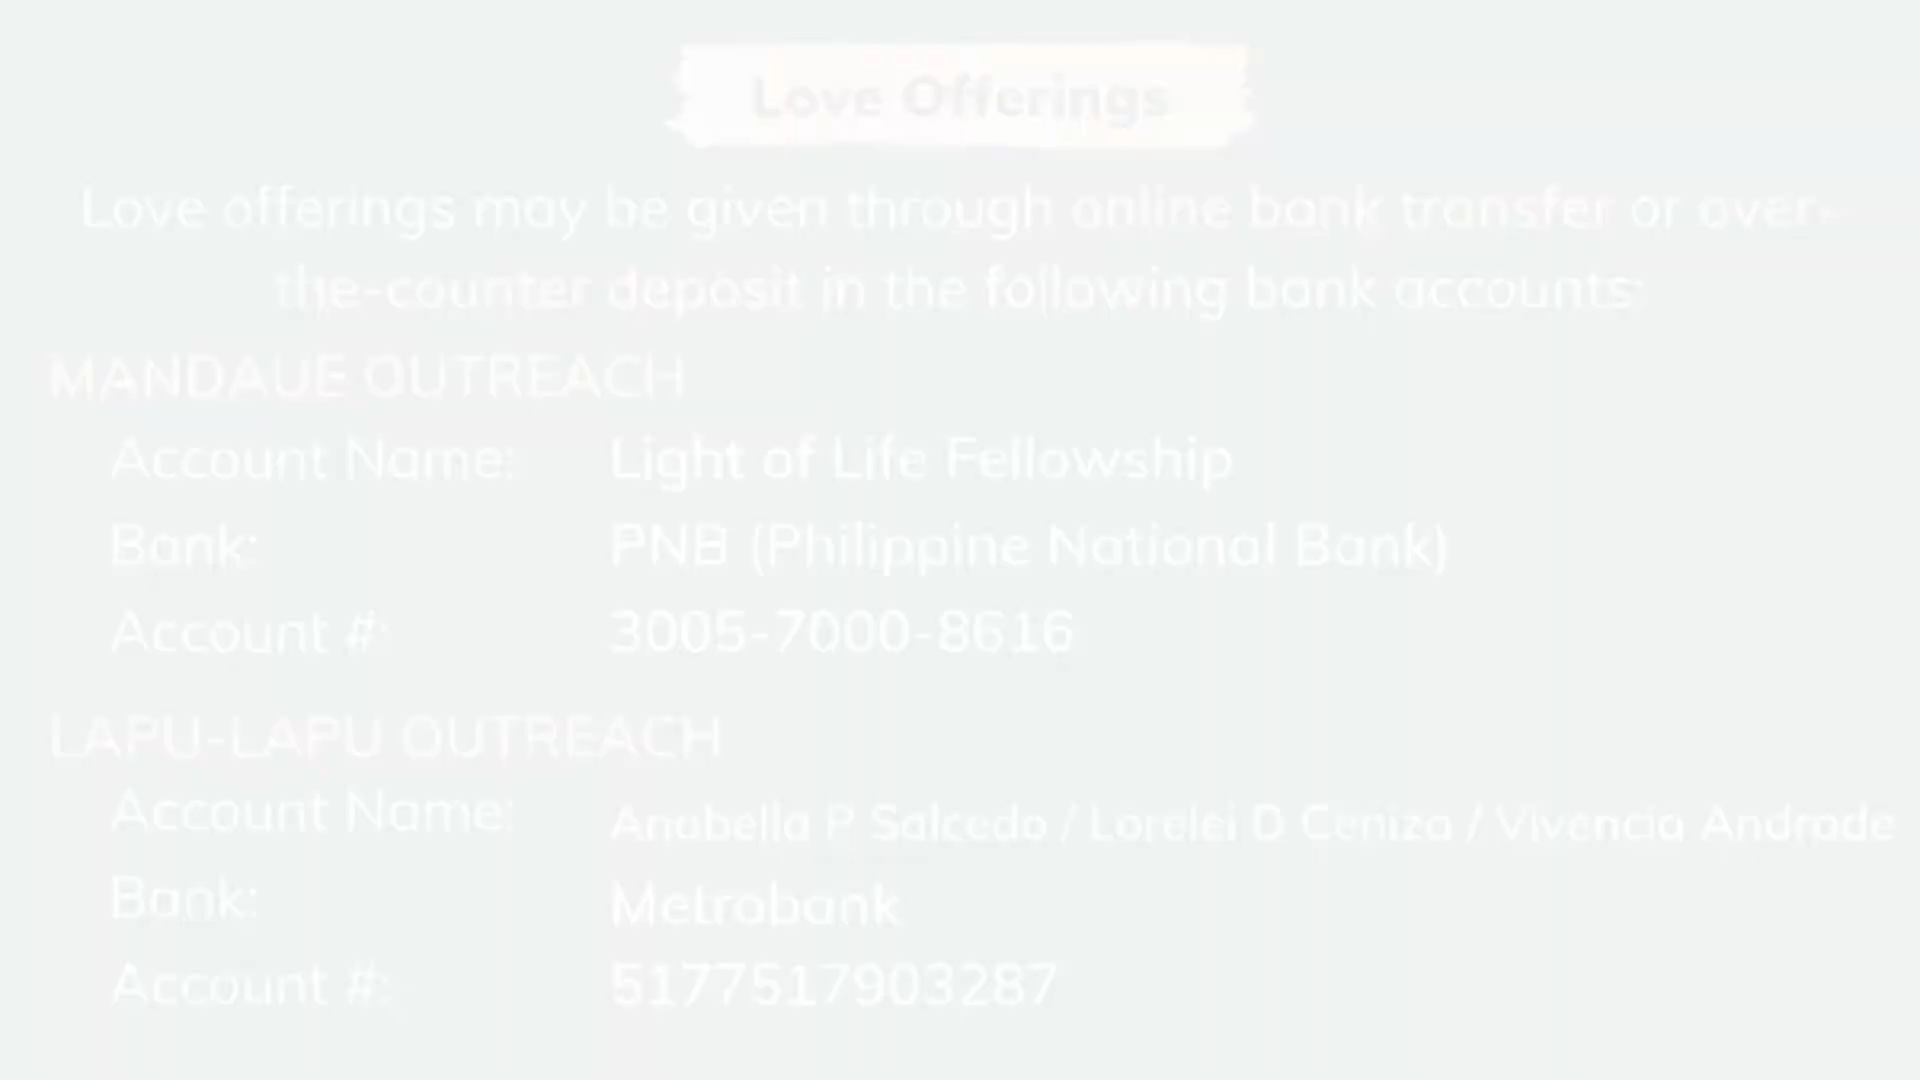 Love Offerings
Love offerings may be given through online bank transfer or over-
the-counter deposit in the following bank accounts:
MANDAUE OUTREACH
Account Name: Light of Life Fellowship
Bank: PNB (Philippine National Bank)
Account #: 3005-7000-8616
LAPU-LAPU OUTREACH
Account Name: Anabella P Salcedo / Lorelei D Ceniza / Vivencia Andrade
Bank: Metrobank
Account #: 5177517903287